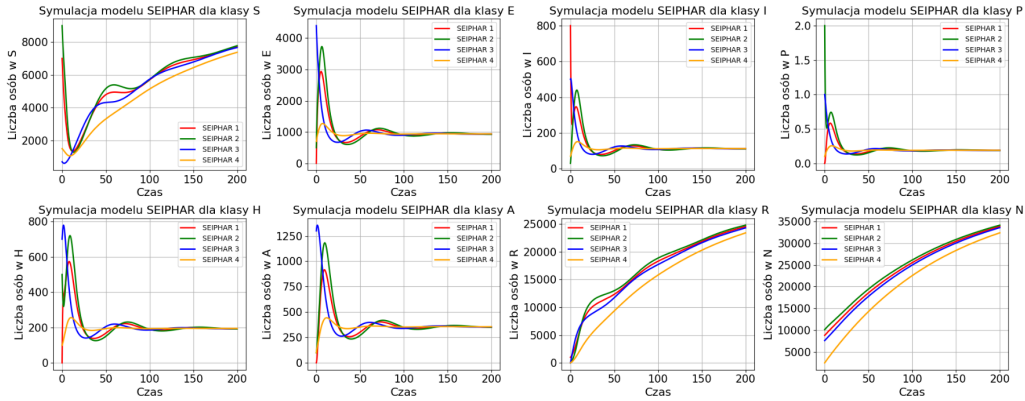 Symulacja modelu SEIPHAR dla klasy S
Liczba osób w S
8000
6000
4000
2000
SEIPHAR 1
SEIPHAR 2
SEIPHAR 3
SEIPHAR 4
0 50 100 150 200
Czas
Symulacja modelu SEIPHAR dla klasy E
Liczba osób w E
4000
3000
2000
1000
0
SEIPHAR 1
SEIPHAR 2
SEIPHAR 3
SEIPHAR 4
0 50 100 150 200
Czas
Symulacja modelu SEIPHAR dla klasy I
Liczba osób w I
800
600
400
200
0
SEIPHAR 1
SEIPHAR 2
SEIPHAR 3
SEIPHAR 4
0 50 100 150 200
Czas
Symulacja modelu SEIPHAR dla klasy P
Liczba osób w P
2.0
1.5
1.0
0.5
0.0
SEIPHAR 1
SEIPHAR 2
SEIPHAR 3
SEIPHAR 4
0 50 100 150 200
Czas
Symulacja modelu SEIPHAR dla klasy H
Liczba osób w H
800
600
400
200
0
SEIPHAR 1
SEIPHAR 2
SEIPHAR 3
SEIPHAR 4
0 50 100 150 200
Czas
Symulacja modelu SEIPHAR dla klasy A
Liczba osób w A
1250
1000
750
500
250
0
SEIPHAR 1
SEIPHAR 2
SEIPHAR 3
SEIPHAR 4
0 50 100 150 200
Czas
Symulacja modelu SEIPHAR dla klasy R
Liczba osób w R
25000
20000
15000
10000
5000
0
SEIPHAR 1
SEIPHAR 2
SEIPHAR 3
SEIPHAR 4
0 50 100 150 200
Czas
Symulacja modelu SEIPHAR dla klasy N
Liczba osób w N
35000
30000
25000
20000
15000
10000
5000
SEIPHAR 1
SEIPHAR 2
SEIPHAR 3
SEIPHAR 4
0 50 100 150 200
Czas